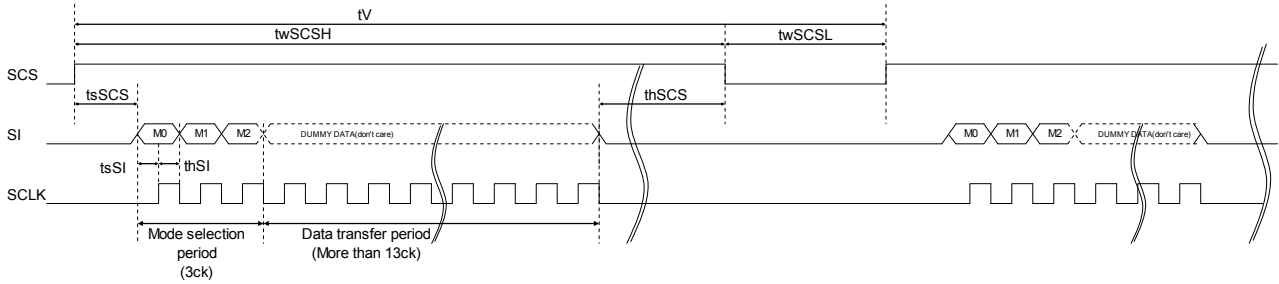 tV
twSCSH
twSCSL
SCS
tsSCS
thSCS
SI
M0
M1
M2
DUMMY DATA(don't care)
M0
M1
M2
DUMMY DATA(don't care)
tsSI
thSI
SCLK
Mode selection
period
(3ck)
Data transfer period
(More than 13ck)